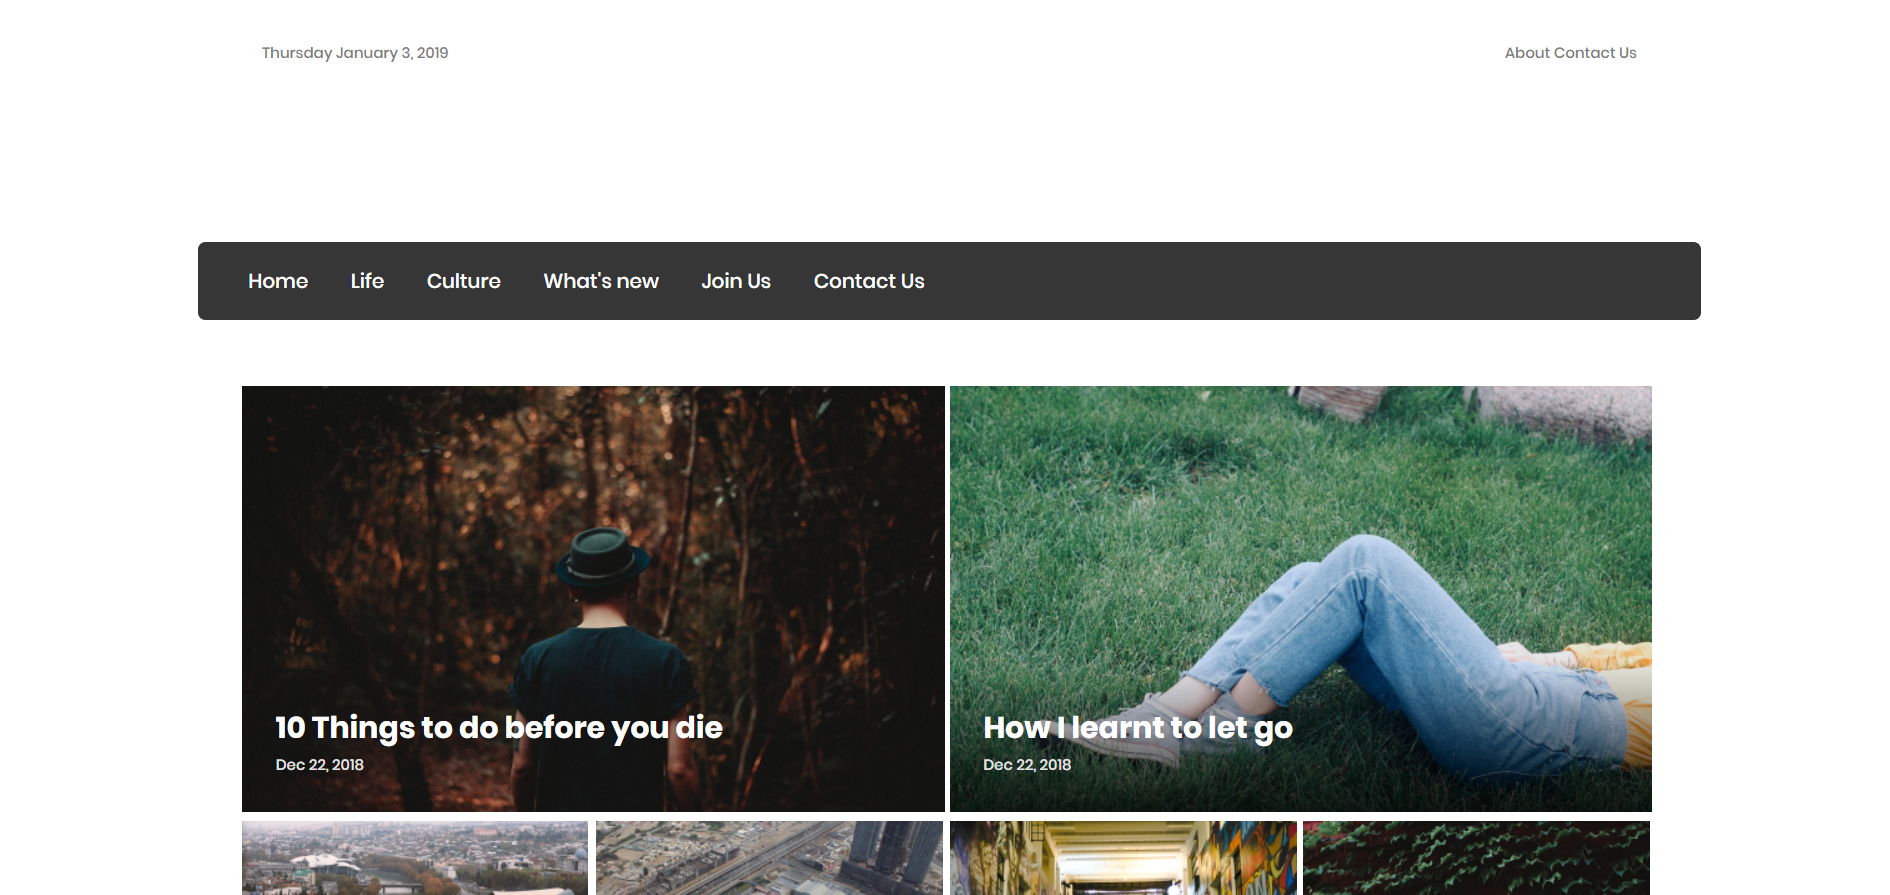 Thursday January 3, 2019
About Contact Us
Home Life Culture What's new Join Us Contact Us
10 Things to do before you die
Dec 22, 2018
How I learnt to let go
Dec 22, 2018